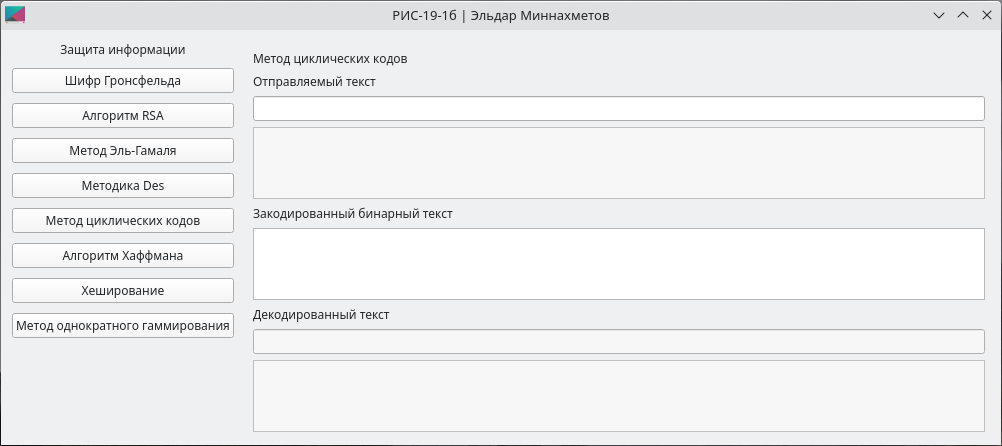 РИС-19-1б | Эльдар Миннахметов
Защита информации
Шифр Гронсфельда
Алгоритм RSA
Метод Эль-Гамаля
Методика Des
Метод циклических кодов
Алгоритм Хаффмана
Хеширование
Метод однократного гаммирования
Метод циклических кодов
Отправляемый текст
Закодированный бинарный текст
Декодированный текст